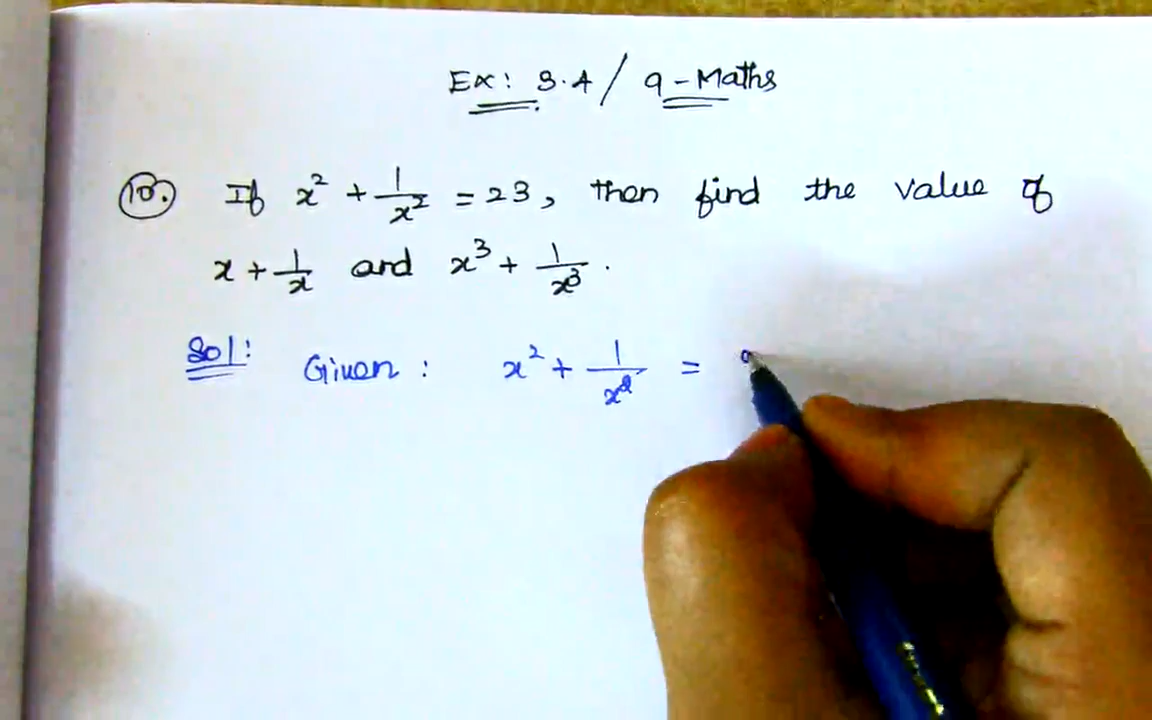 Ex: 3.4 / 9-Maths
10. If x² + 1/x² = 23, then find the value of
x + 1/x and x³ + 1/x³.
Sol: Given : x² + 1/x² =